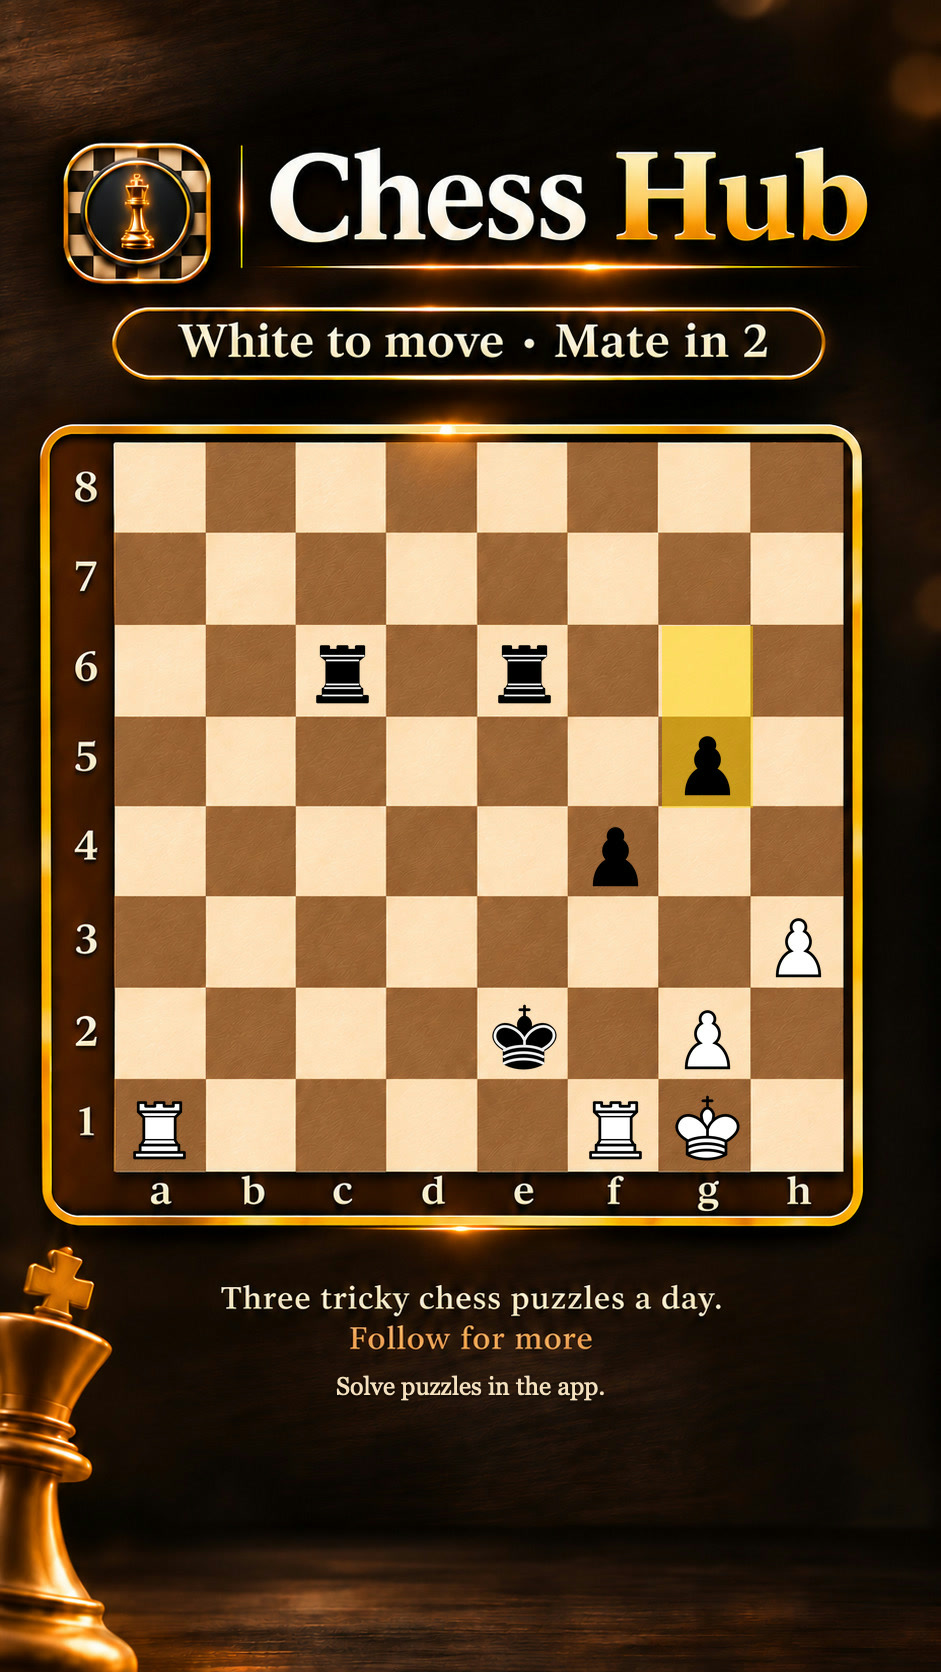 Chess Hub
White to move • Mate in 2
8
7
6
5
4
3
2
1
a b c d e f g h
Three tricky chess puzzles a day.
Follow for more
Solve puzzles in the app.